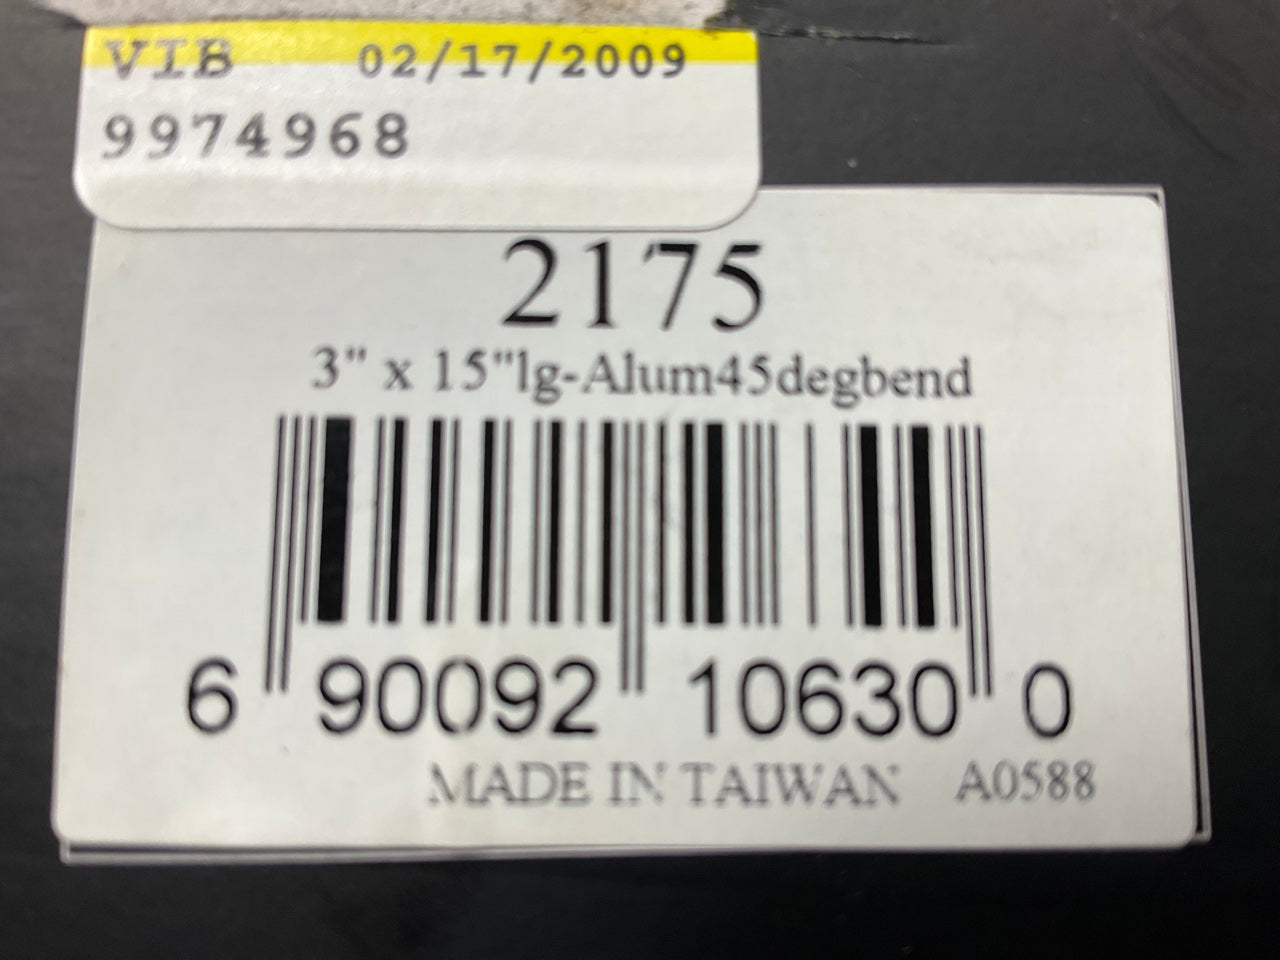 VIB 02/17/2009
9974968
2175
3" x 15"lg-Alum45degbend
6 90092 10630 0
MADE IN TAIWAN A0588